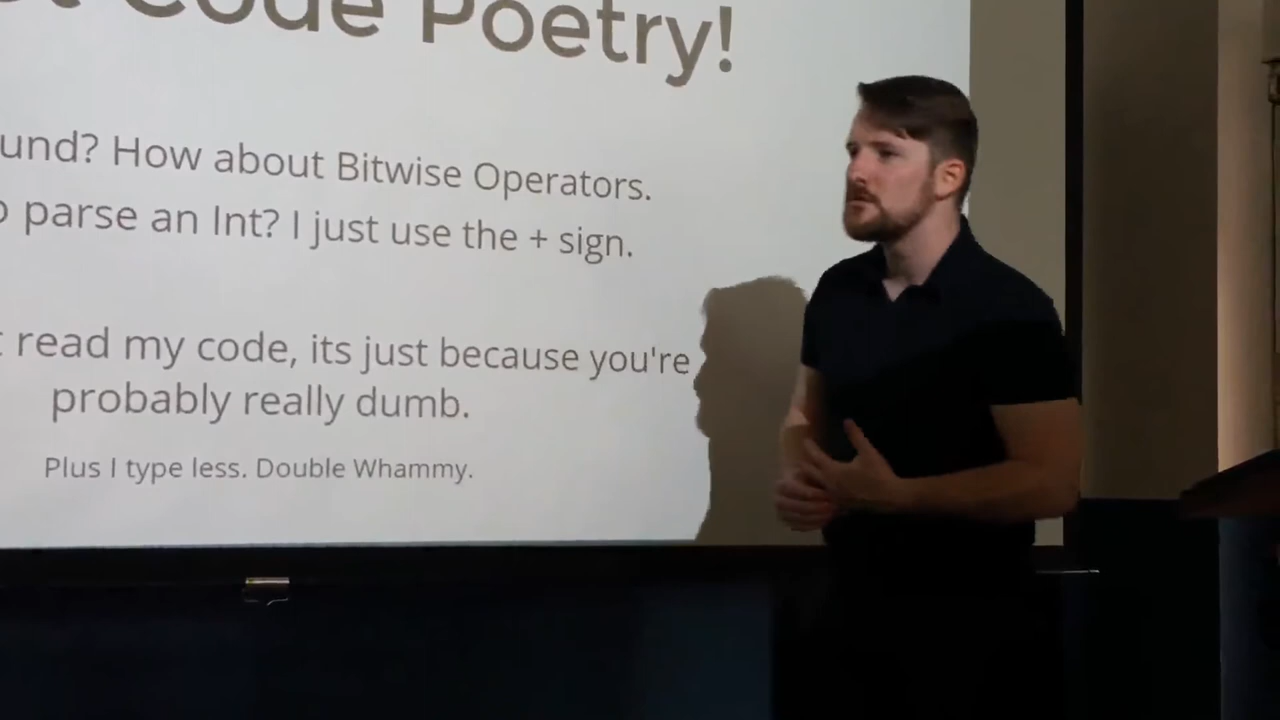 Code Poetry!
und? How about Bitwise Operators.
parse an Int? I just use the + sign.
read my code, its just because you're
probably really dumb.
Plus I type less. Double Whammy.